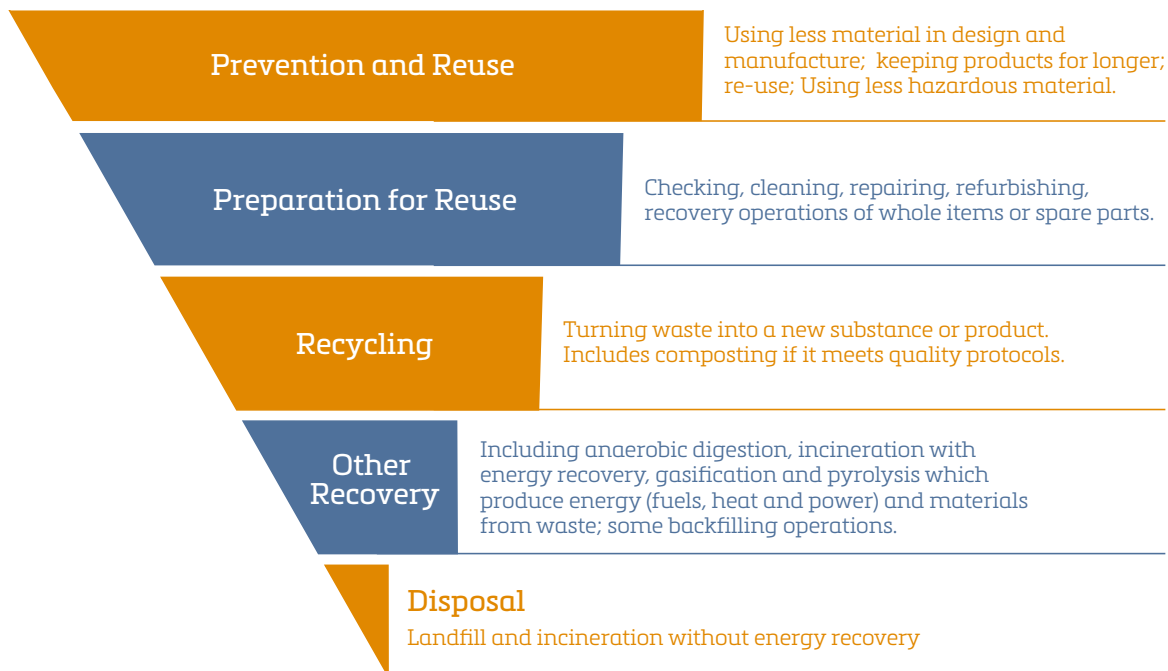 Prevention and Reuse
Using less material in design and
manufacture; keeping products for longer;
re-use; Using less hazardous material.
Preparation for Reuse
Checking, cleaning, repairing, refurbishing,
recovery operations of whole items or spare parts.
Recycling
Turning waste into a new substance or product.
Includes composting if it meets quality protocols.
Other
Recovery
Including anaerobic digestion, incineration with
energy recovery, gasification and pyrolysis which
produce energy (fuels, heat and power) and materials
from waste; some backfilling operations.
Disposal
Landfill and incineration without energy recovery